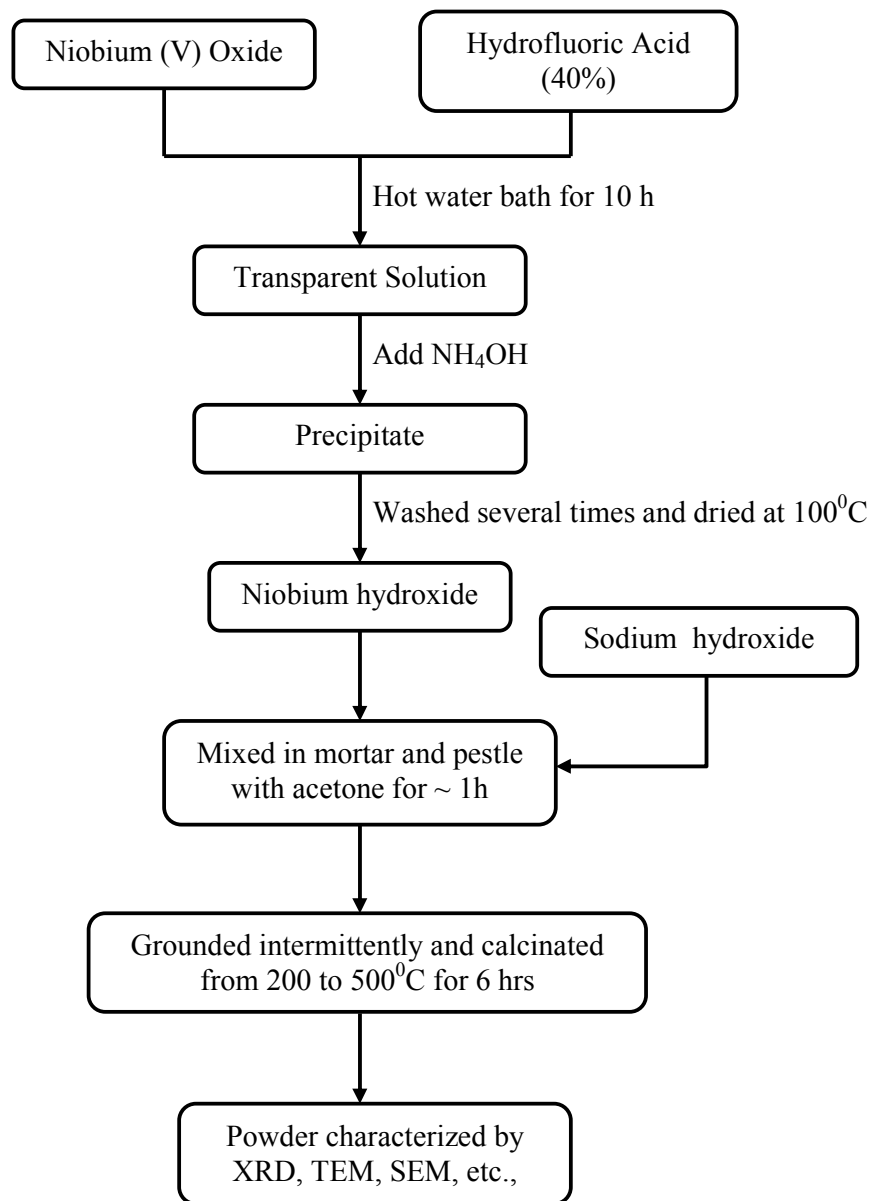 Niobium (V) Oxide
Hydrofluoric Acid
(40%)
Hot water bath for 10 h
Transparent Solution
Add NH₄OH
Precipitate
Washed several times and dried at 100⁰C
Niobium hydroxide
Sodium hydroxide
Mixed in mortar and pestle
with acetone for ~ 1h
Grounded intermittently and calcinated
from 200 to 500⁰C for 6 hrs
Powder characterized by
XRD, TEM, SEM, etc.,